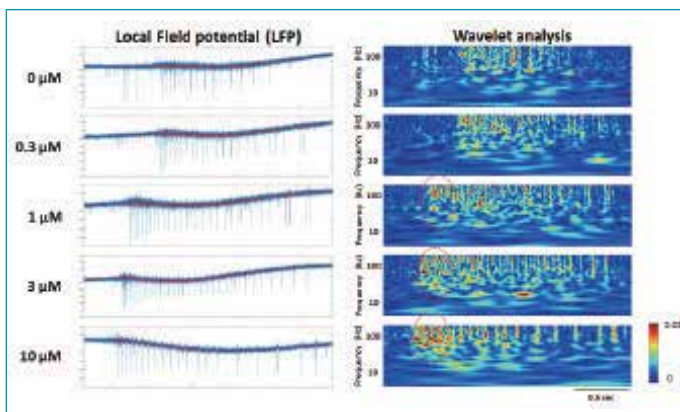 Local Field potential (LFP)
Wavelet analysis
0 μM
0.3 μM
1 μM
3 μM
10 μM
Frequency (Hz)
100
10
Frequency (Hz)
100
10
Frequency (Hz)
100
10
Frequency (Hz)
100
10
Frequency (Hz)
100
10
0
0.5 sec